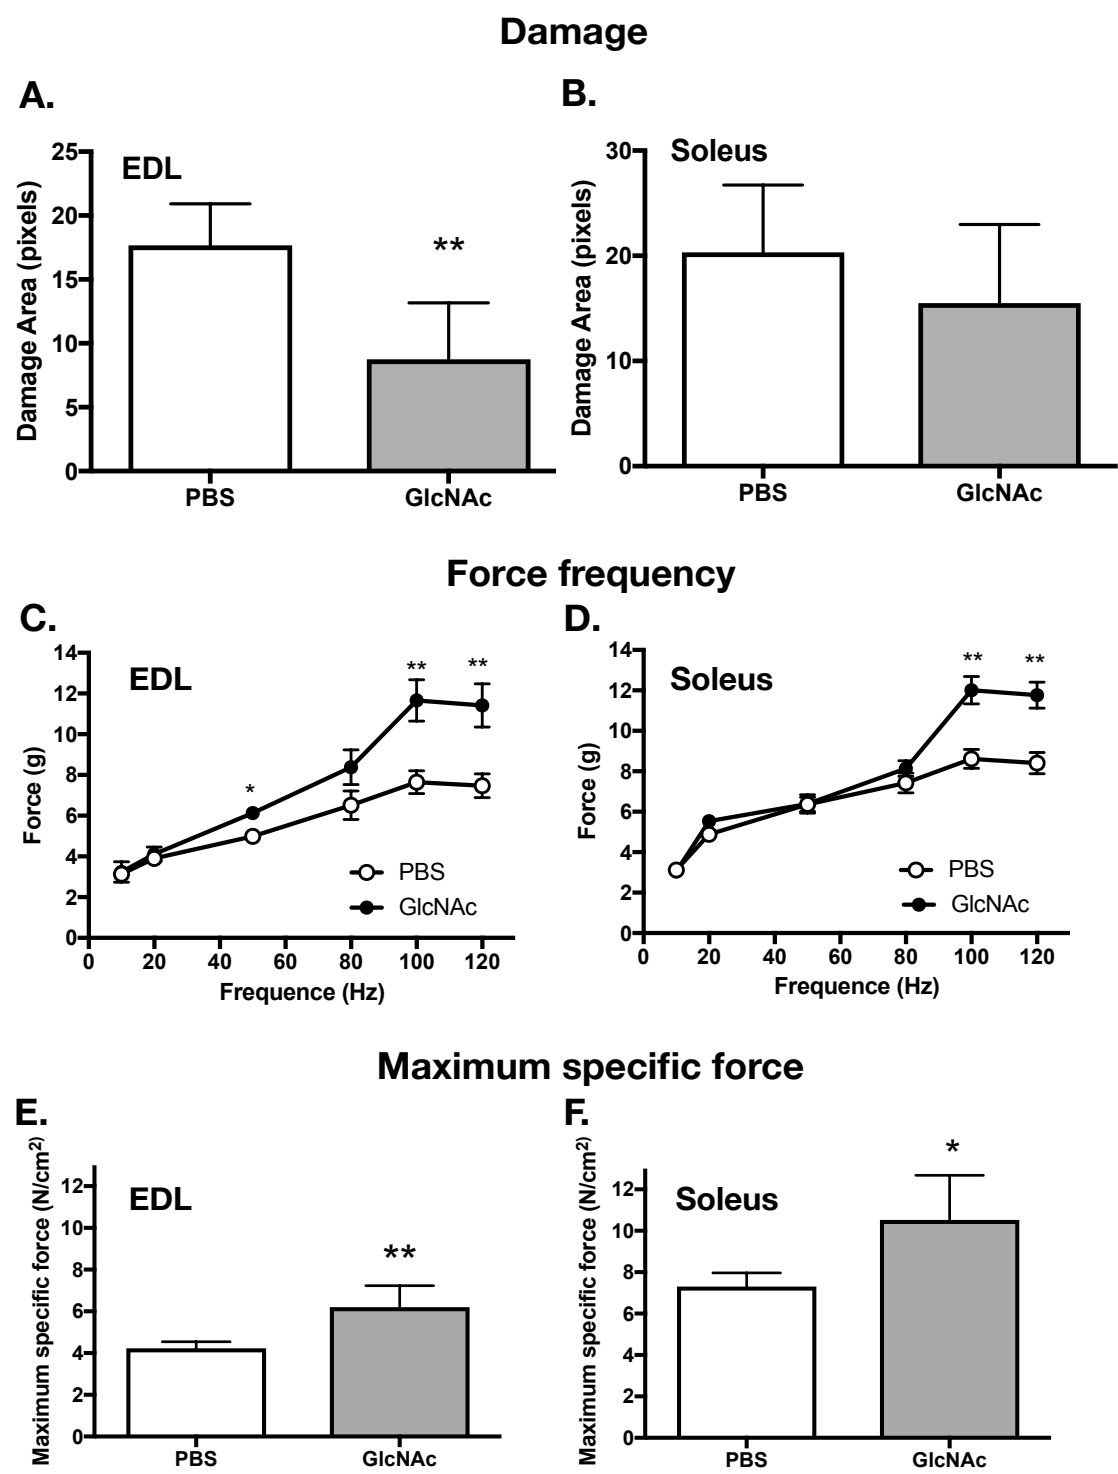 Damage
A.
B.
EDL
Soleus
**
Damage Area (pixels)
25
20
15
10
5
0
PBS
GlcNAc
Damage Area (pixels)
30
20
10
0
PBS
GlcNAc
Force frequency
C.
D.
EDL
Soleus
Force (g)
14
12
10
8
6
4
2
0
*
**
**
PBS
GlcNAc
0 20 40 60 80 100 120
Frequence (Hz)
Force (g)
14
12
10
8
6
4
2
0
**
**
PBS
GlcNAc
0 20 40 60 80 100 120
Frequence (Hz)
Maximum specific force
E.
F.
Maximum specific force (N/cm²)
12
10
8
6
4
2
0
EDL
**
PBS
GlcNAc
Maximum specific force (N/cm²)
12
10
8
6
4
2
0
Soleus
*
PBS
GlcNAc